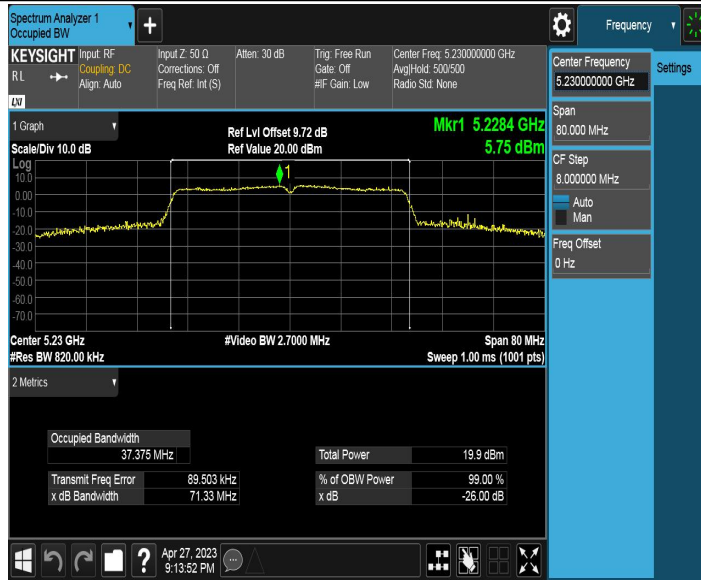 Spectrum Analyzer 1
Occupied BW
Frequency
KEYSIGHT
RL
LXI
Input: RF
Coupling: DC
Align: Auto
Input Z: 50 Ω
Corrections: Off
Freq Ref: Int (S)
Atten: 30 dB
Trig: Free Run
Gate: Off
#IF Gain: Low
Center Freq: 5.230000000 GHz
Avg|Hold: 500/500
Radio Std: None
Center Frequency
5.230000000 GHz
Settings
Span
80.000 MHz
CF Step
8.000000 MHz
Auto
Man
Freq Offset
0 Hz
1 Graph
Scale/Div 10.0 dB
Ref Lvl Offset 9.72 dB
Ref Value 20.00 dBm
Mkr1 5.2284 GHz
5.75 dBm
Log
10.0
0.00
-10.0
-20.0
-30.0
-40.0
-50.0
-60.0
-70.0
1
Center 5.23 GHz
#Res BW 820.00 kHz
#Video BW 2.7000 MHz
Span 80 MHz
Sweep 1.00 ms (1001 pts)
2 Metrics
Occupied Bandwidth
37.375 MHz
Total Power 19.9 dBm
Transmit Freq Error 89.503 kHz
x dB Bandwidth 71.33 MHz
% of OBW Power 99.00 %
x dB -26.00 dB
?
Apr 27, 2023
9:13:52 PM